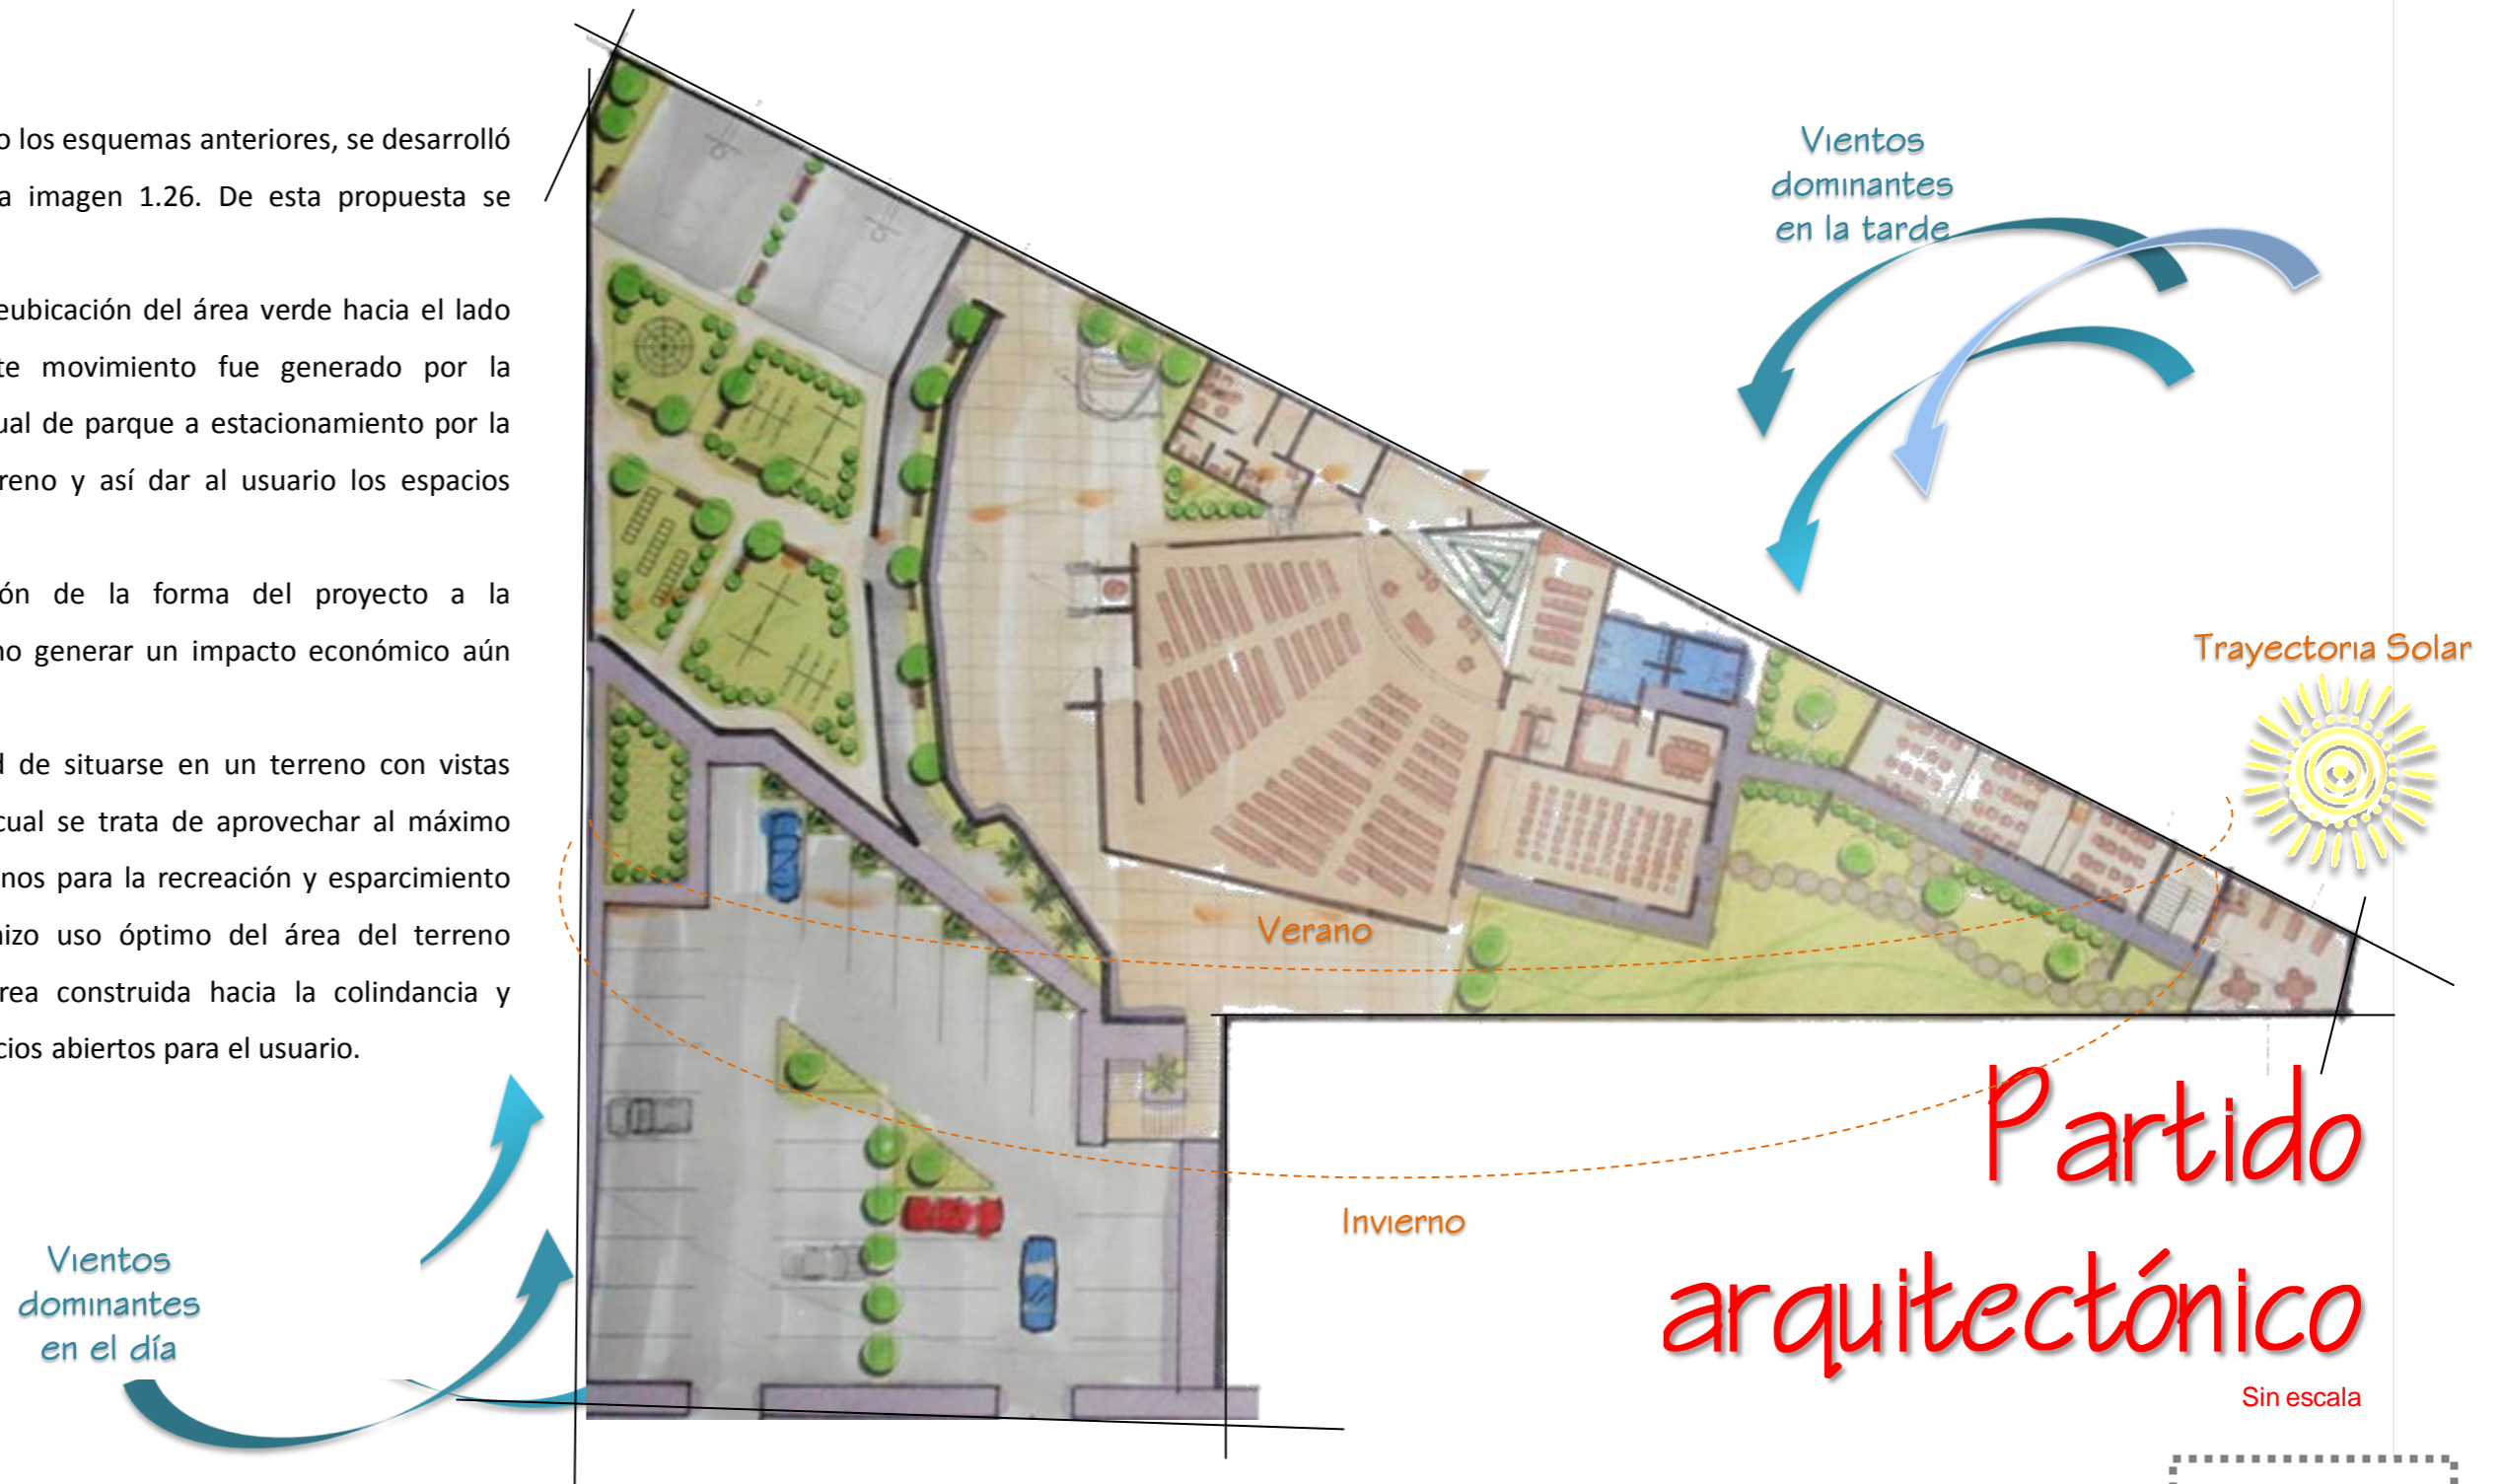 o los esquemas anteriores, se desarrolló
a imagen 1.26. De esta propuesta se
eubicación del área verde hacia el lado
te movimiento fue generado por la
ual de parque a estacionamiento por la
rreno y así dar al usuario los espacios
ón de la forma del proyecto a la
no generar un impacto económico aún
d de situarse en un terreno con vistas
cual se trata de aprovechar al máximo
nos para la recreación y esparcimiento
hizo uso óptimo del área del terreno
rea construida hacia la colindancia y
cios abiertos para el usuario.
Vientos
dominantes
en la tarde
Trayectoria Solar
Verano
Invierno
Vientos
dominantes
en el día
Partido
arquitectónico
Sin escala